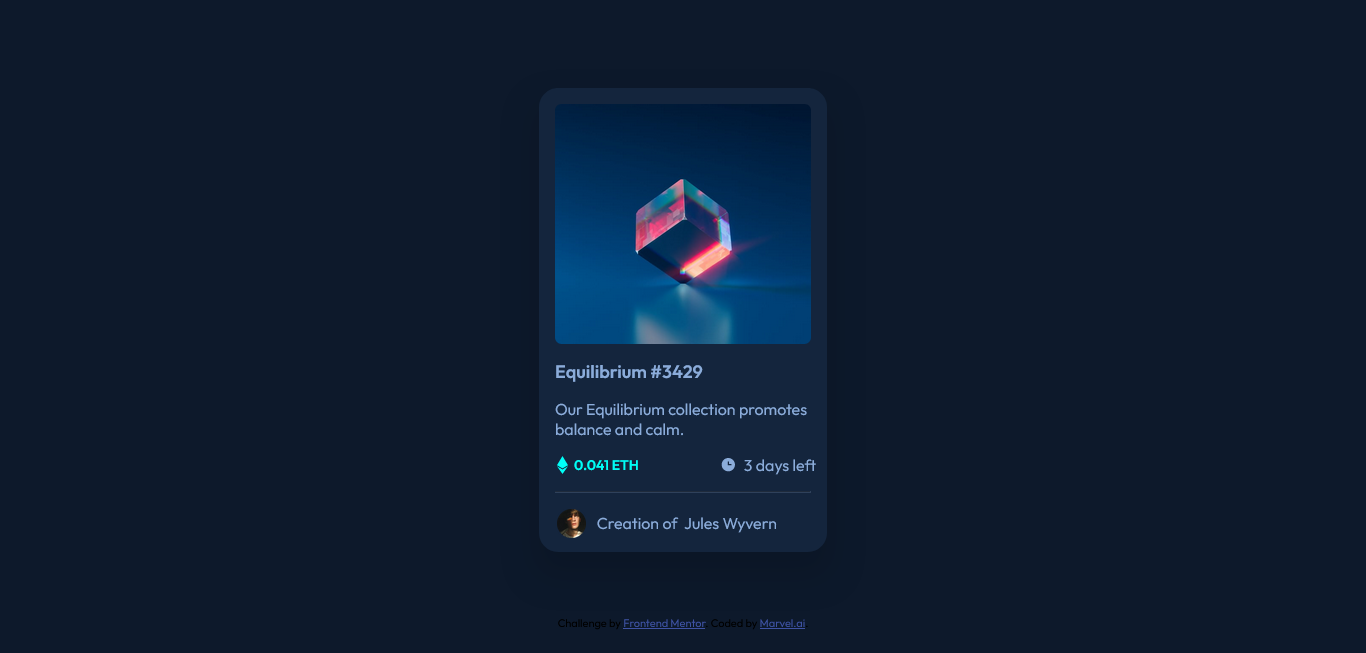 Equilibrium #3429
Our Equilibrium collection promotes
balance and calm.
0.041 ETH 3 days left
Creation of Jules Wyvern
Challenge by Frontend Mentor. Coded by Marvel.ai